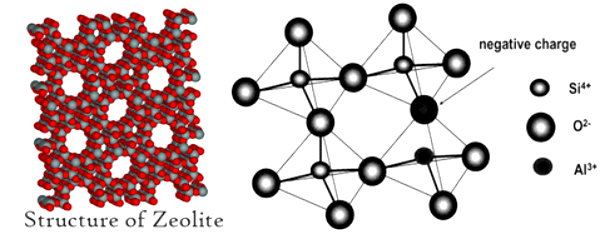 Structure of Zeolite
negative charge
Si4+
O2-
Al3+